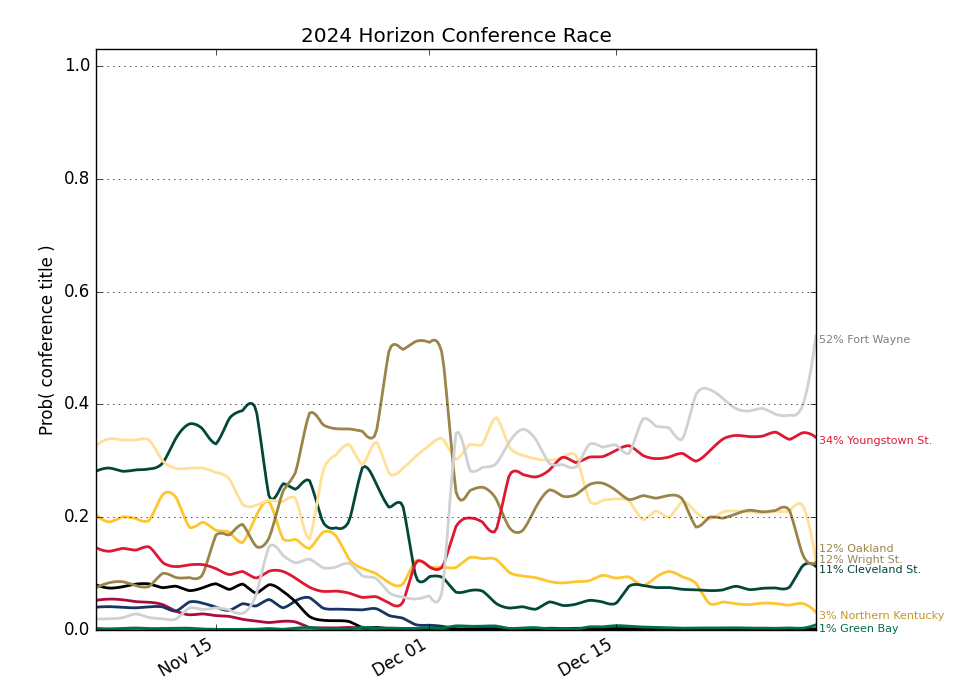 2024 Horizon Conference Race
Prob( conference title )
1.0
0.8
0.6
0.4
0.2
0.0
Nov 15
Dec 01
Dec 15
52% Fort Wayne
34% Youngstown St.
12% Oakland
12% Wright St.
11% Cleveland St.
3% Northern Kentucky
1% Green Bay